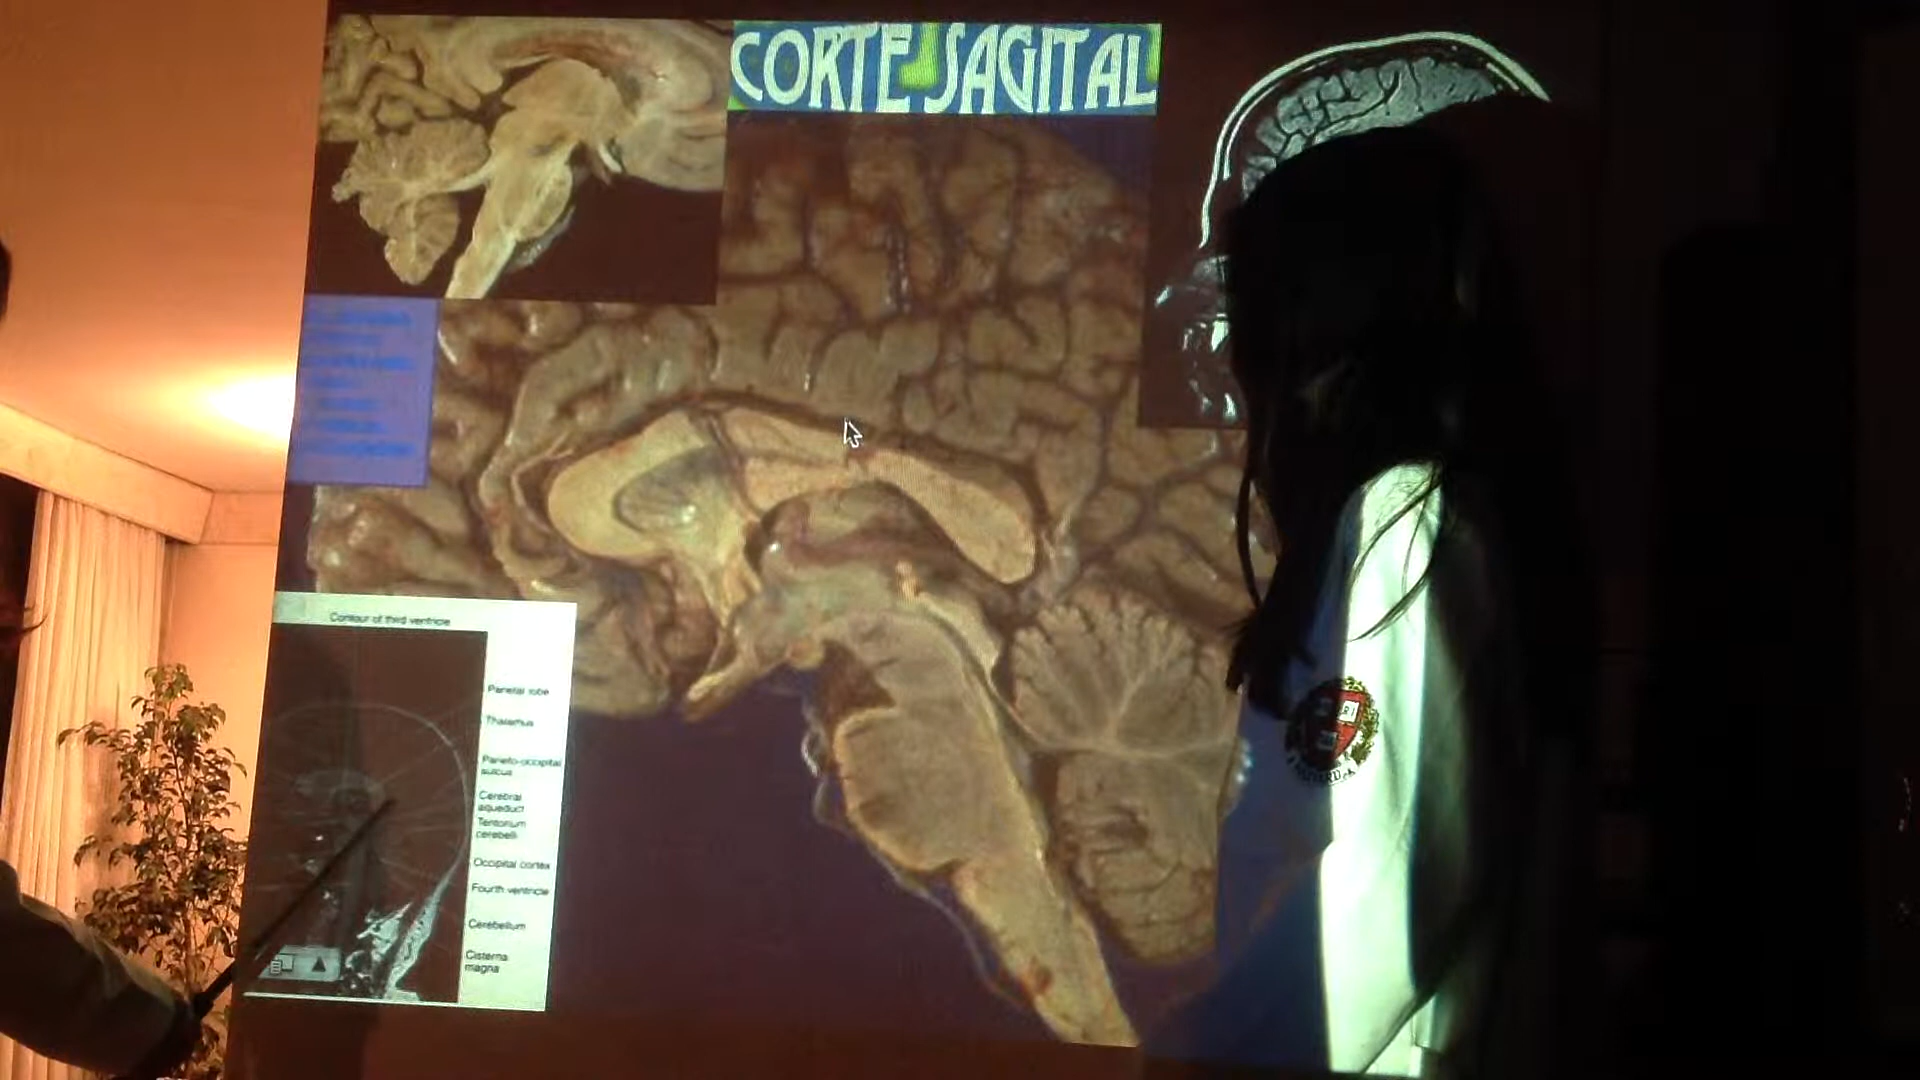 CORTE SAGITAL
Contour of third ventricle
Parietal lobe
Thalamus
Parieto-occipital
sulcus
Cerebral
aqueduct
Tentorium
cerebelli
Occipital cortex
Fourth ventricle
Cerebellum
Cisterna
magna